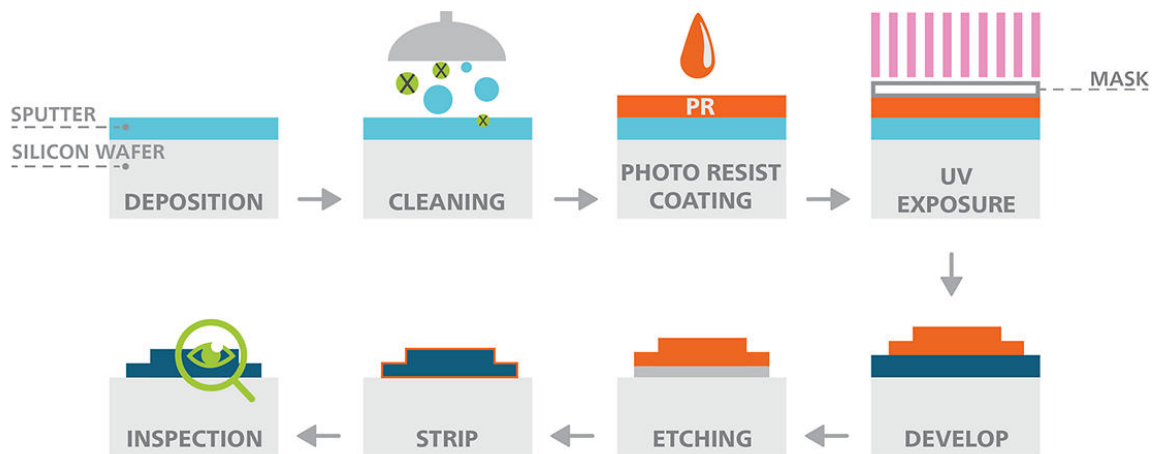 SPUTTER
SILICON WAFER
DEPOSITION
CLEANING
PR
PHOTO RESIST
COATING
MASK
UV
EXPOSURE
INSPECTION
STRIP
ETCHING
DEVELOP